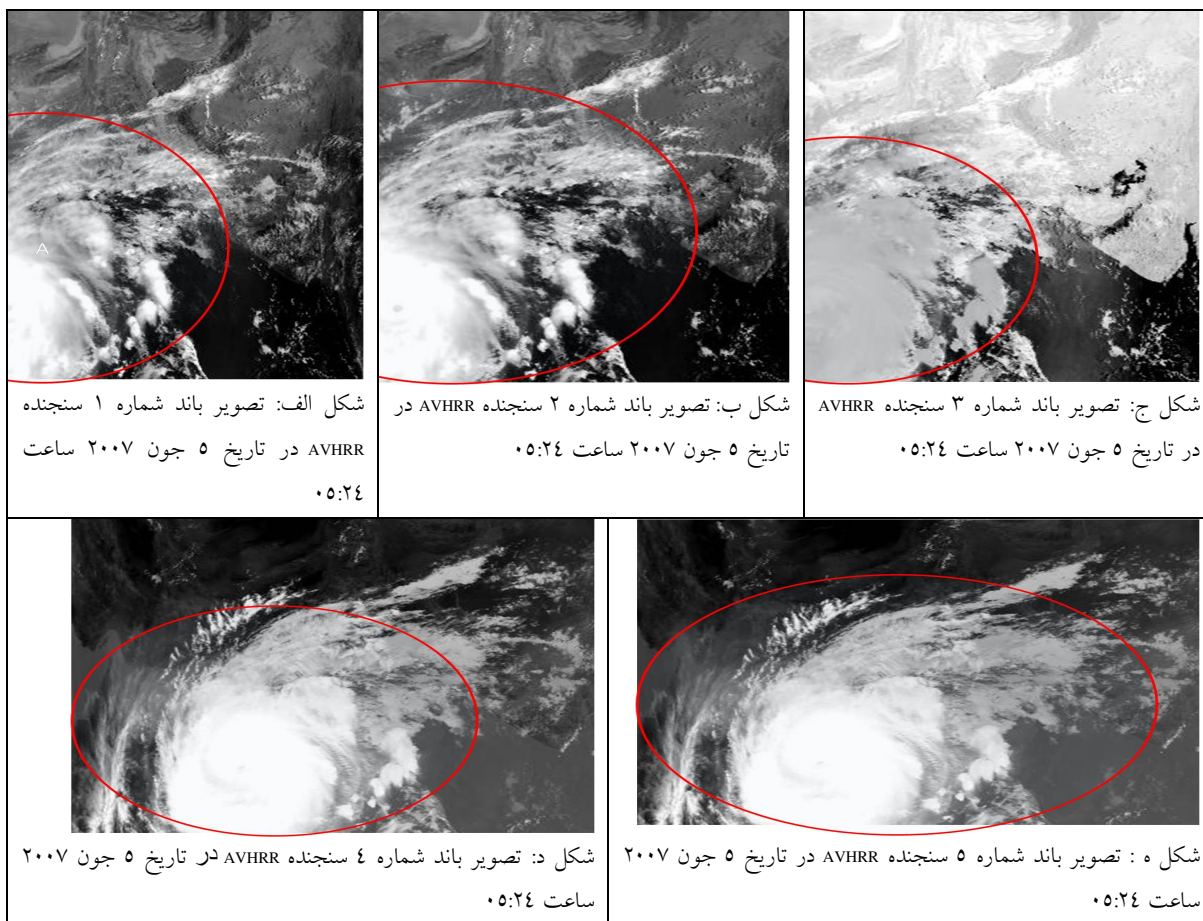 A
شکل الف: تصویر باند شماره ۱ سنجنده
AVHRR در تاریخ ۵ جون ۲۰۰۷ ساعت
۰۵:۲٤
شکل ب: تصویر باند شماره ۲ سنجنده AVHRR در
تاریخ ۵ جون ۲۰۰۷ ساعت ۰۵:۲٤
شکل ج: تصویر باند شماره ۳ سنجنده AVHRR
در تاریخ ۵ جون ۲۰۰۷ ساعت ۰۵:۲٤
شکل د: تصویر باند شماره ٤ سنجنده AVHRR در تاریخ ۵ جون ۲۰۰۷
ساعت ۰۵:۲٤
شکل ه : تصویر باند شماره ۵ سنجنده AVHRR در تاریخ ۵ جون ۲۰۰۷
ساعت ۰۵:۲٤